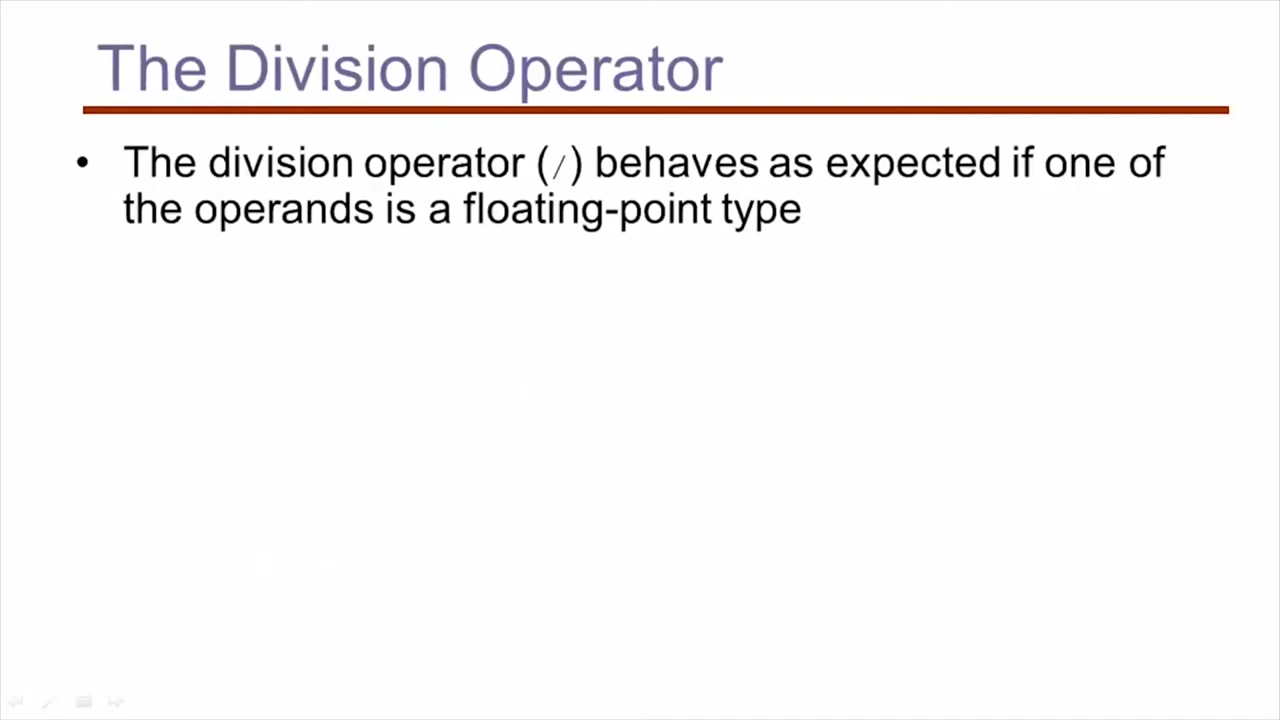 The Division Operator
• The division operator (/) behaves as expected if one of
the operands is a floating-point type